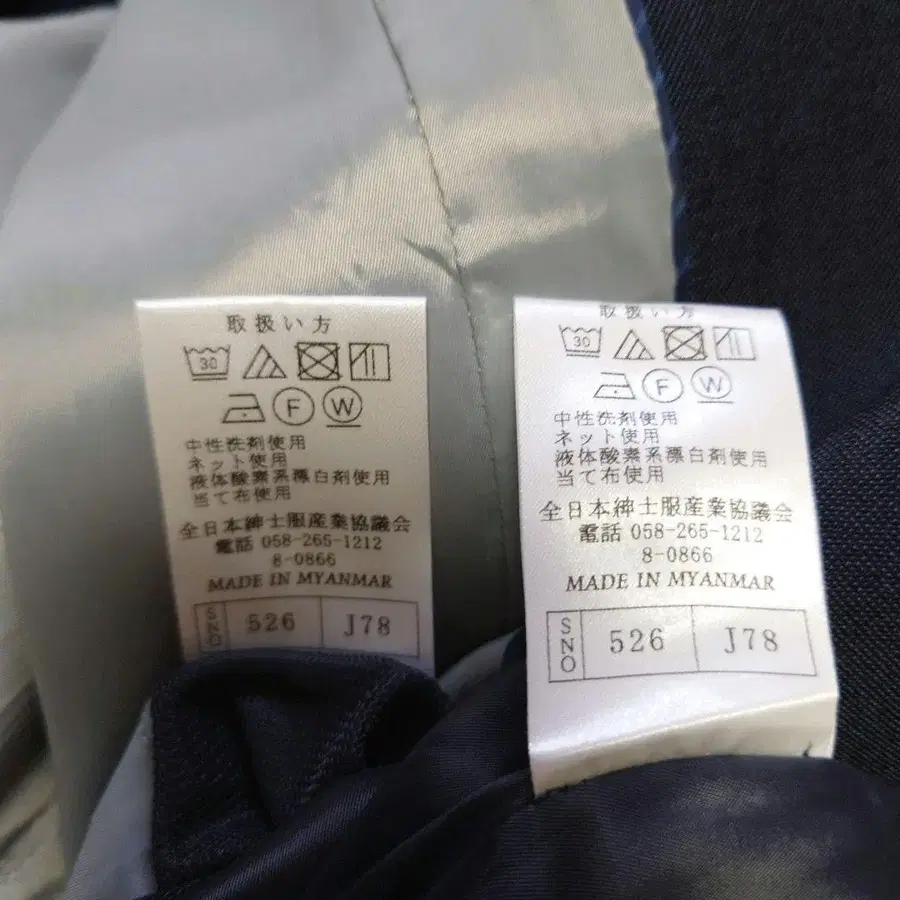 取扱い方
30
F W
中性洗剤使用
ネット使用
液体酸素系漂白剤使用
当て布使用
全日本紳士服産業協議会
電話 058-265-1212
8-0866
MADE IN MYANMAR
SNO 526 J78
取扱い方
30
F W
中性洗剤使用
ネット使用
液体酸素系漂白剤使用
当て布使用
全日本紳士服産業協議会
電話 058-265-1212
8-0866
MADE IN MYANMAR
SNO 526 J78